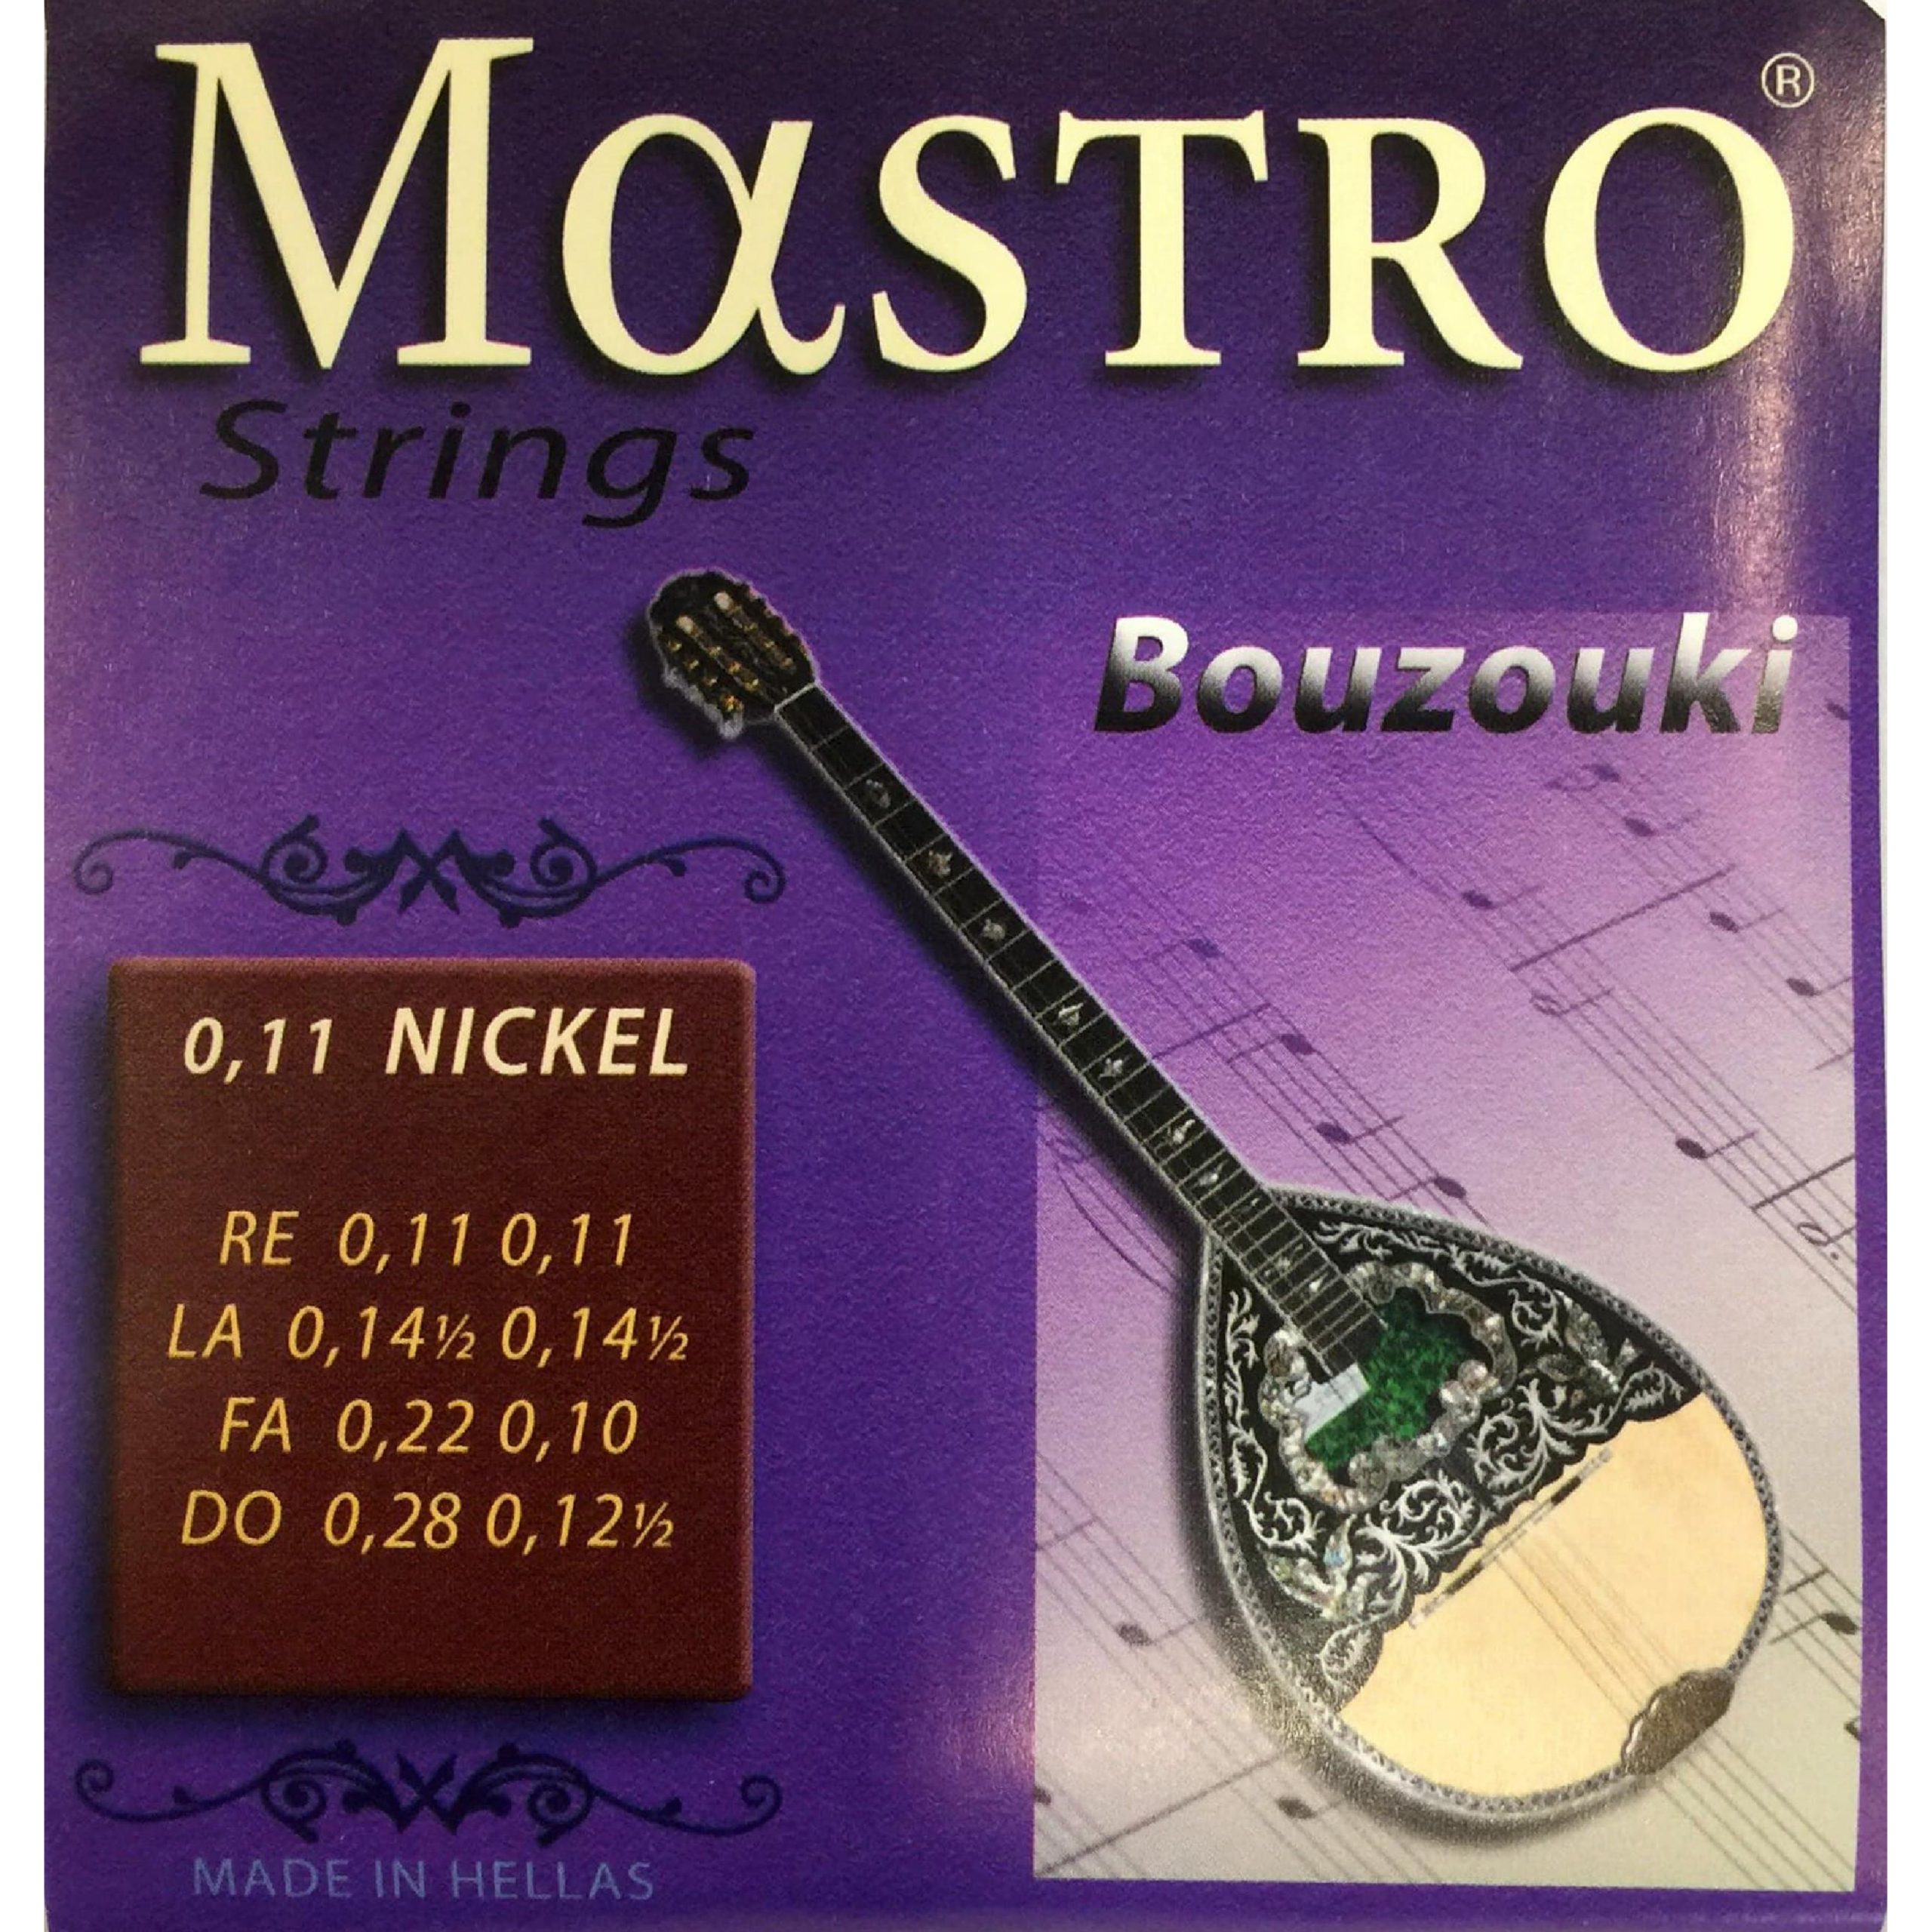 MαSTRO®
Strings
Bouzouki
0,11 NICKEL
RE 0,11 0,11
LA 0,14½ 0,14½
FA 0,22 0,10
DO 0,28 0,12½
MADE IN HELLAS